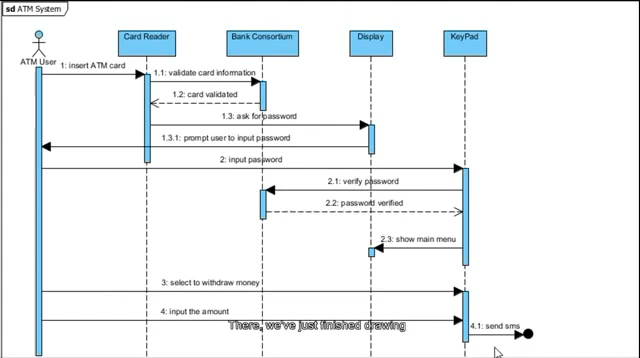 sd ATM System
Card Reader
Bank Consortium
Display
KeyPad
ATM User
1: insert ATM card
1.1: validate card information
1.2: card validated
1.3: ask for password
1.3.1: prompt user to input password
2: input password
2.1: verify password
2.2: password verified
2.3: show main menu
3: select to withdraw money
4: input the amount
There, we've just finished drawing
4.1: send sms